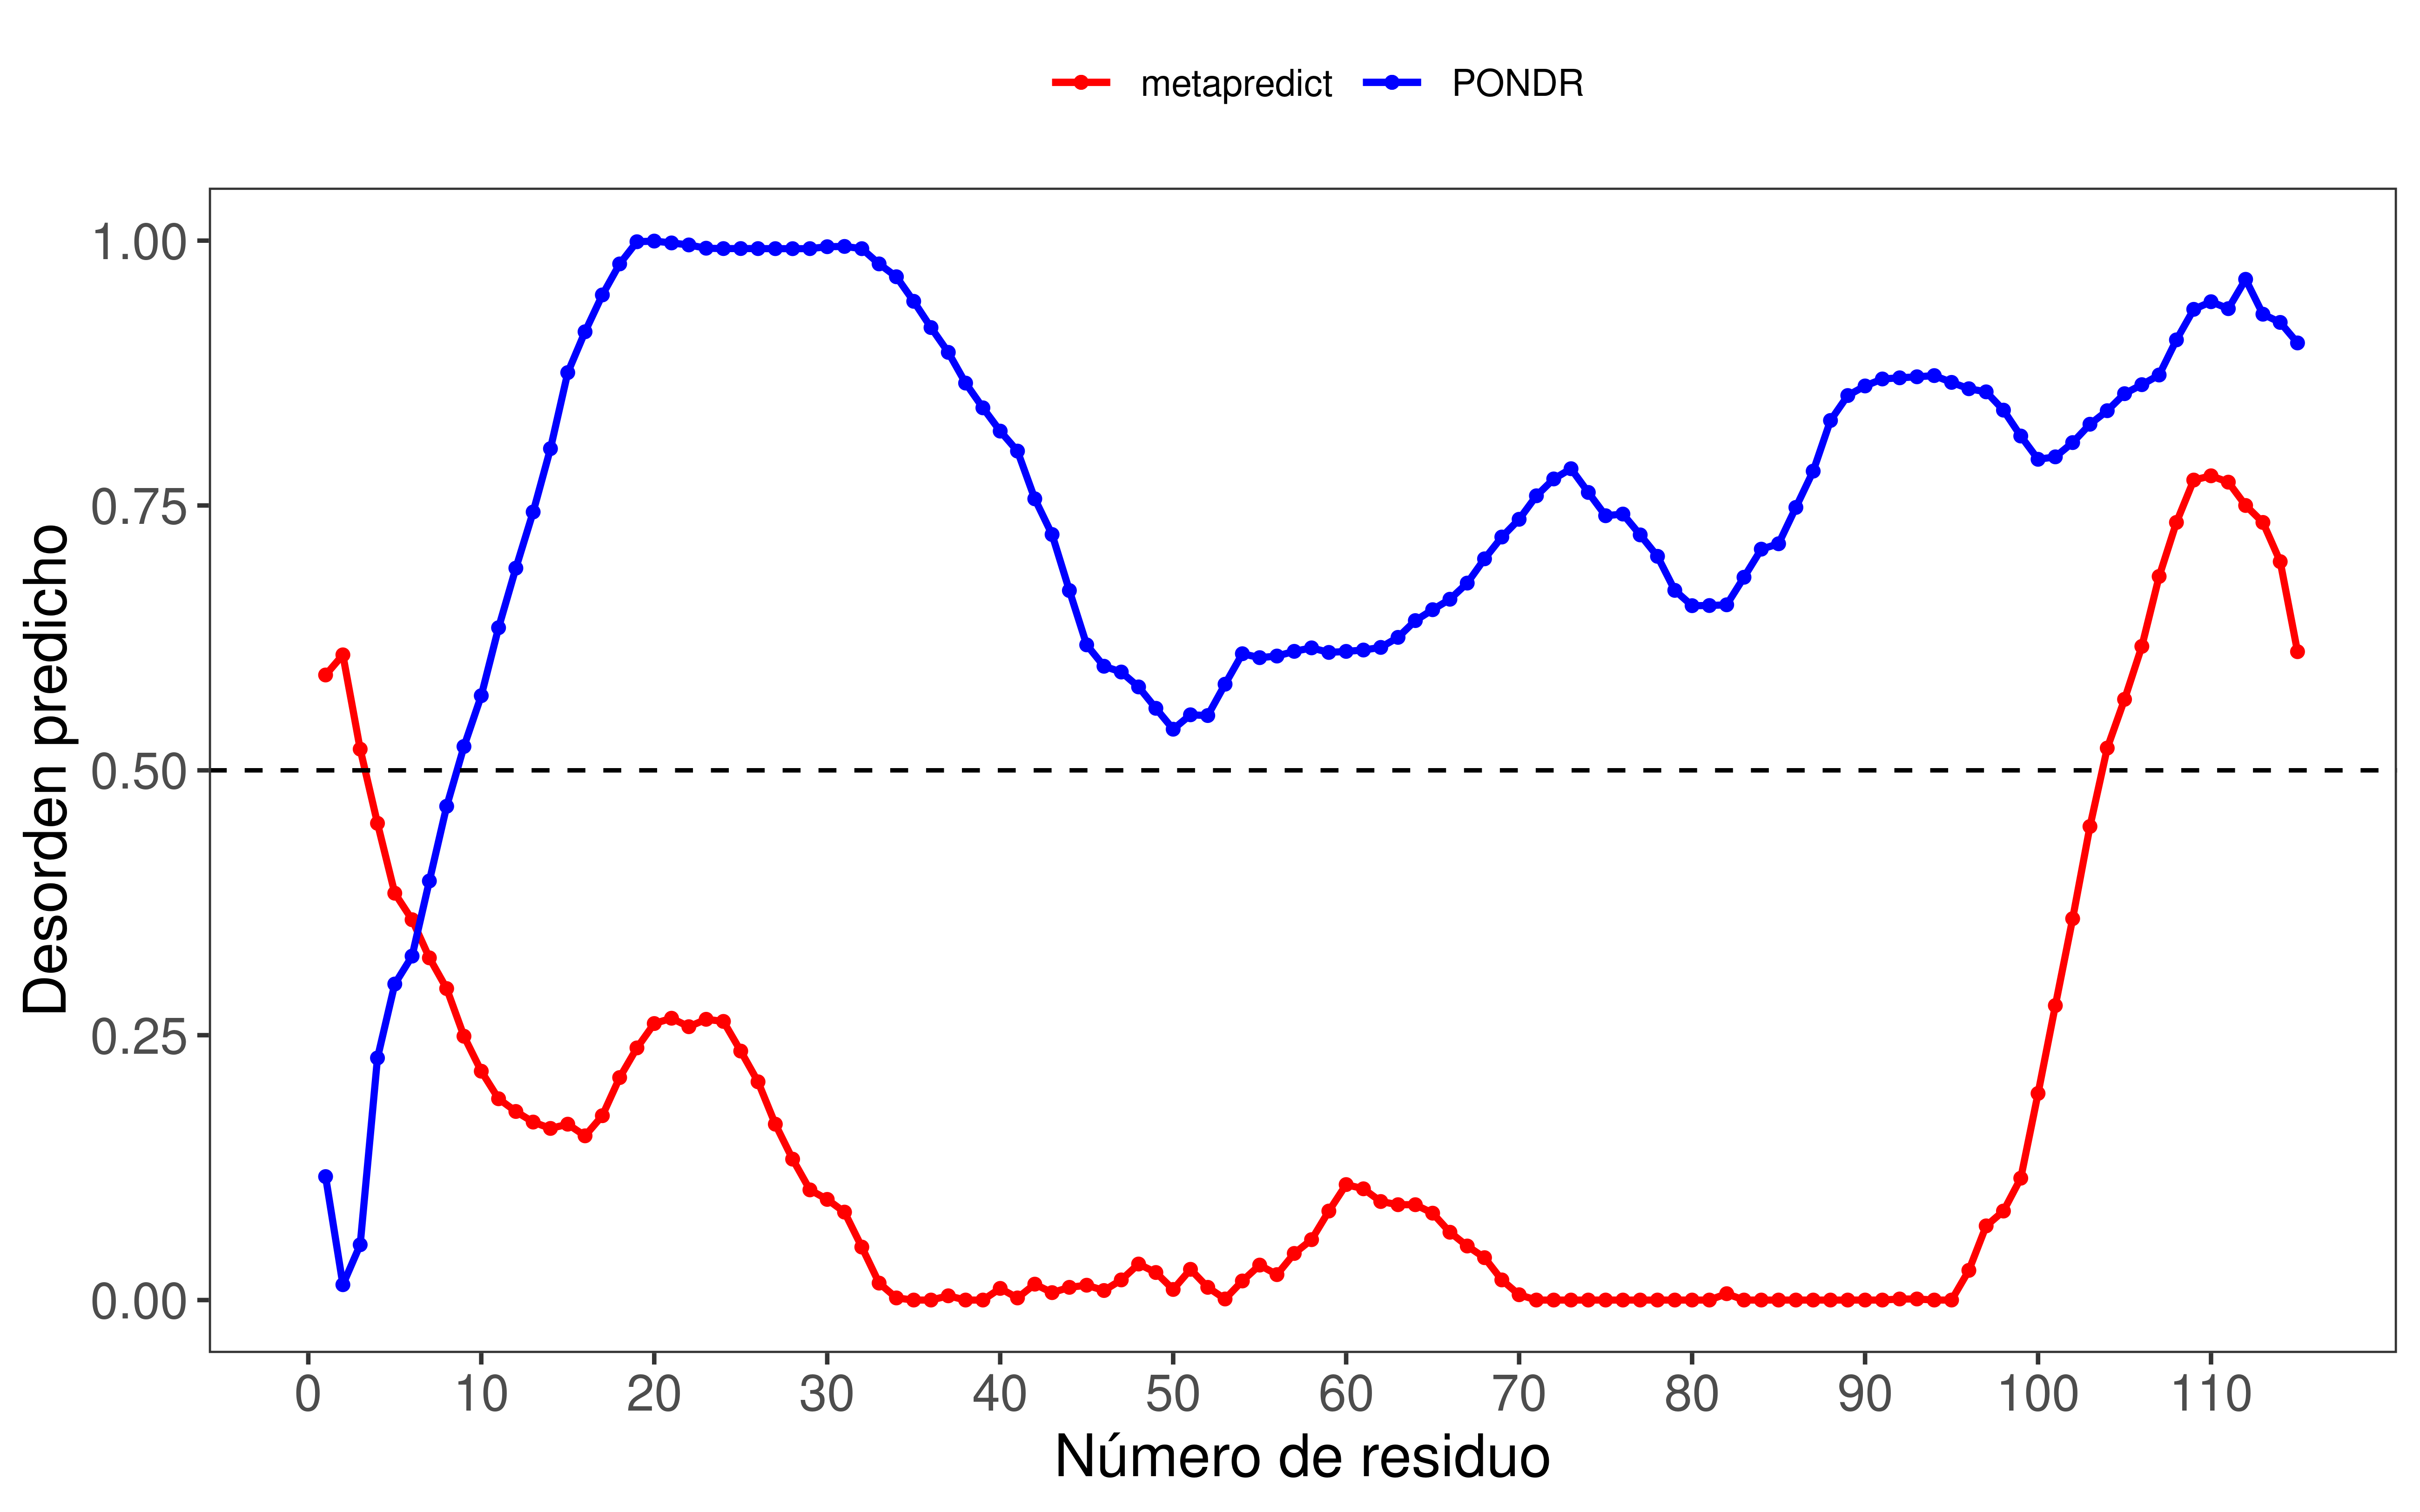 metapredict PONDR
Desorden predicho
1.00
0.75
0.50
0.25
0.00
0 10 20 30 40 50 60 70 80 90 100 110
Número de residuo